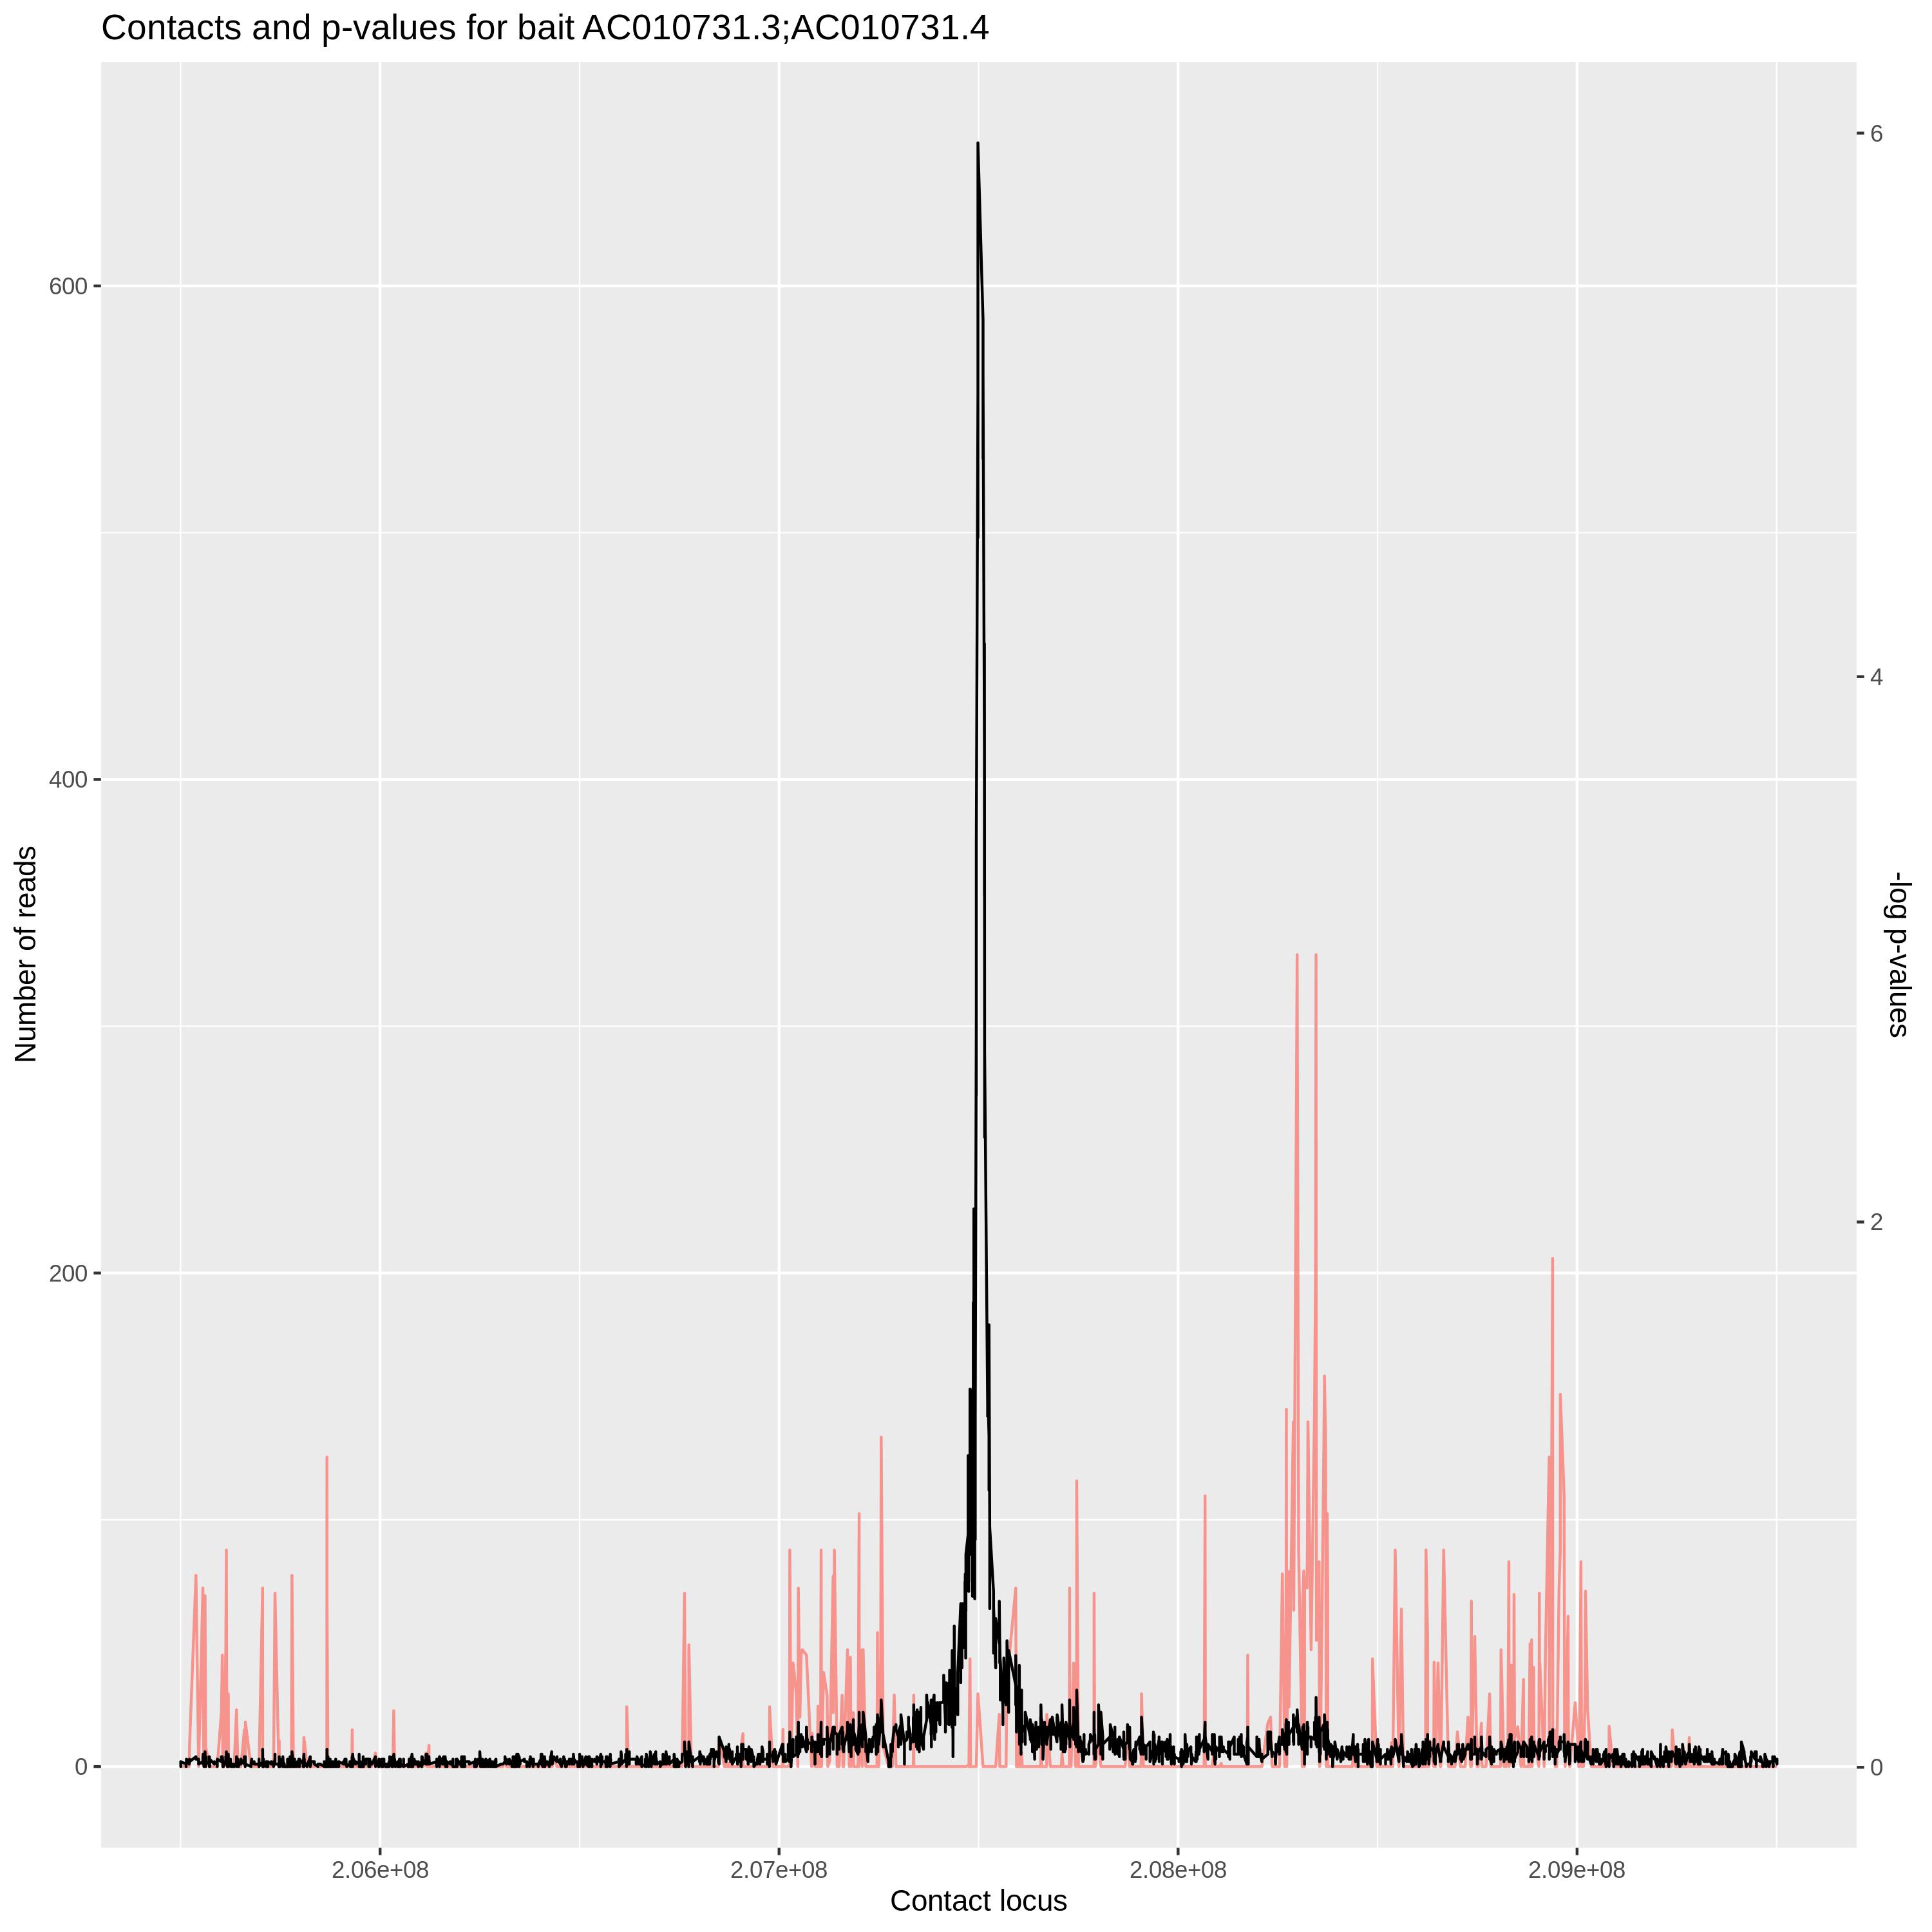 Contacts and p-values for bait AC010731.3;AC010731.4
6
600
4
400
Number of reads
-log p-values
2
200
0
0
2.06e+08
2.07e+08
2.08e+08
2.09e+08
Contact locus